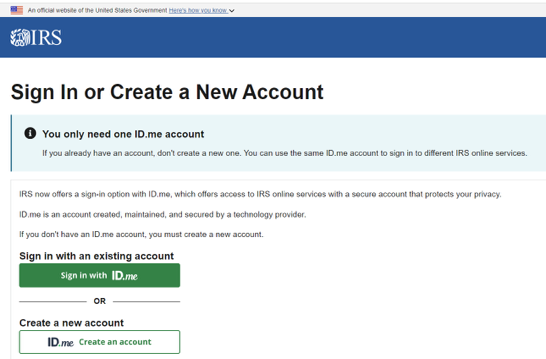 An official website of the United States Government Here's how you know
IRS
Sign In or Create a New Account
You only need one ID.me account
If you already have an account, don't create a new one. You can use the same ID.me account to sign in to different IRS online services.
IRS now offers a sign-in option with ID.me, which offers access to IRS online services with a secure account that protects your privacy.
ID.me is an account created, maintained, and secured by a technology provider.
If you don't have an ID.me account, you must create a new account.
Sign in with an existing account
Sign in with ID.me
OR
Create a new account
ID.me Create an account